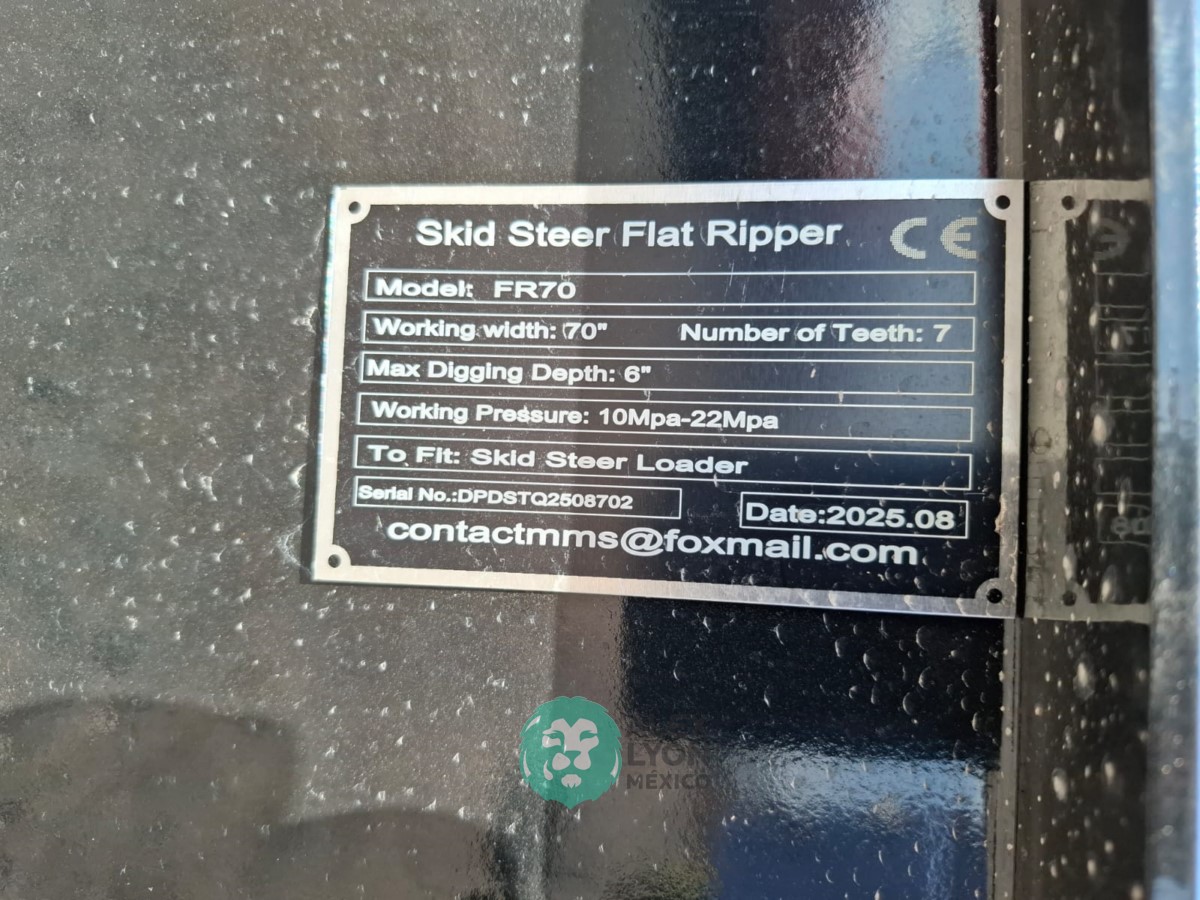 Skid Steer Flat Ripper CE
Model: FR70
Working width: 70" Number of Teeth: 7
Max Digging Depth: 6"
Working Pressure: 10Mpa-22Mpa
To Fit: Skid Steer Loader
Serial No.:DPDSTQ2508702
Date:2025.08
contactmms@foxmail.com
LYON
MÉXICO